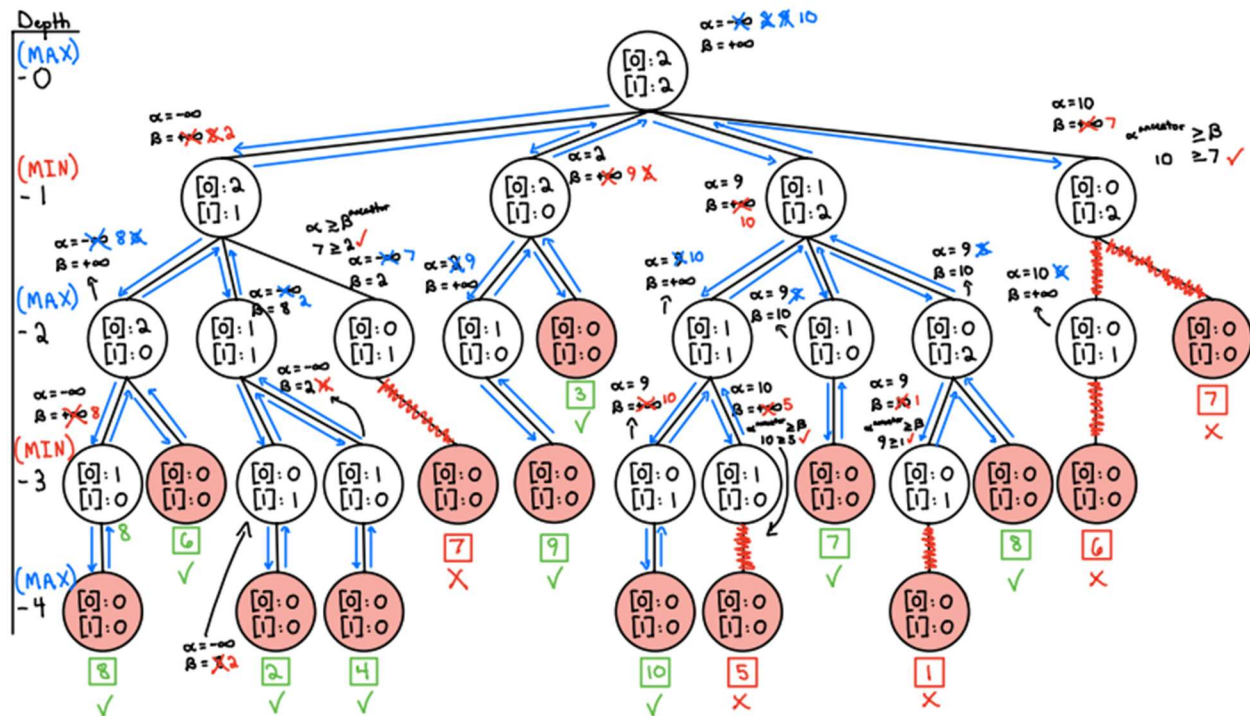 Depth
(MAX)
-0
(MIN)
-1
(MAX)
-2
(MIN)
-3
(MAX)
-4
α=-∞ 2 9 10
β=+∞
[0]:2
[1]:2
α=-∞
β=+∞ 8 2
[0]:2
[1]:1
α=2
β=+∞ 9 3
[0]:2
[1]:0
α=9
β=+∞
10
[0]:1
[1]:2
α=10
β=+∞ 7
α^ancestor ≥ β
10 ≥ 7 ✓
[0]:0
[1]:2
α=-∞ 8
β=+∞
[0]:2
[1]:0
α=-∞ 2
β=8
[0]:1
[1]:1
α ≥ β^ancestor
7 ≥ 2 ✓
α=-∞ 7
β=2
[0]:0
[1]:1
α=2 9
β=+∞
[0]:1
[1]:0
[0]:0
[1]:0
3
✓
α=9 10
β=+∞
[0]:1
[1]:1
α=9
β=10
[0]:1
[1]:0
α=9
β=10
[0]:0
[1]:2
α=10
β=+∞
[0]:0
[1]:1
[0]:0
[1]:0
7
✗
α=-∞
β=+∞ 8
[0]:1
[1]:0
8
[0]:0
[1]:0
6
✓
[0]:0
[1]:1
α=-∞
β=2
[0]:1
[1]:0
[0]:0
[1]:0
7
✗
[0]:0
[1]:0
9
✓
α=9
β=+∞ 10
[0]:0
[1]:1
α=10
β=+∞ 5
α^ancestor ≥ β
10 ≥ 5 ✓
[0]:1
[1]:0
[0]:0
[1]:0
7
✓
α=9
β=10 1
α^ancestor ≥ β
9 ≥ 1 ✓
[0]:0
[1]:1
[0]:0
[1]:0
8
✓
[0]:0
[1]:0
6
✗
[0]:0
[1]:0
8
✓
α=-∞
β=8 2
[0]:0
[1]:0
2
✓
[0]:0
[1]:0
4
✓
[0]:0
[1]:0
10
✓
[0]:0
[1]:0
5
✗
[0]:0
[1]:0
1
✗